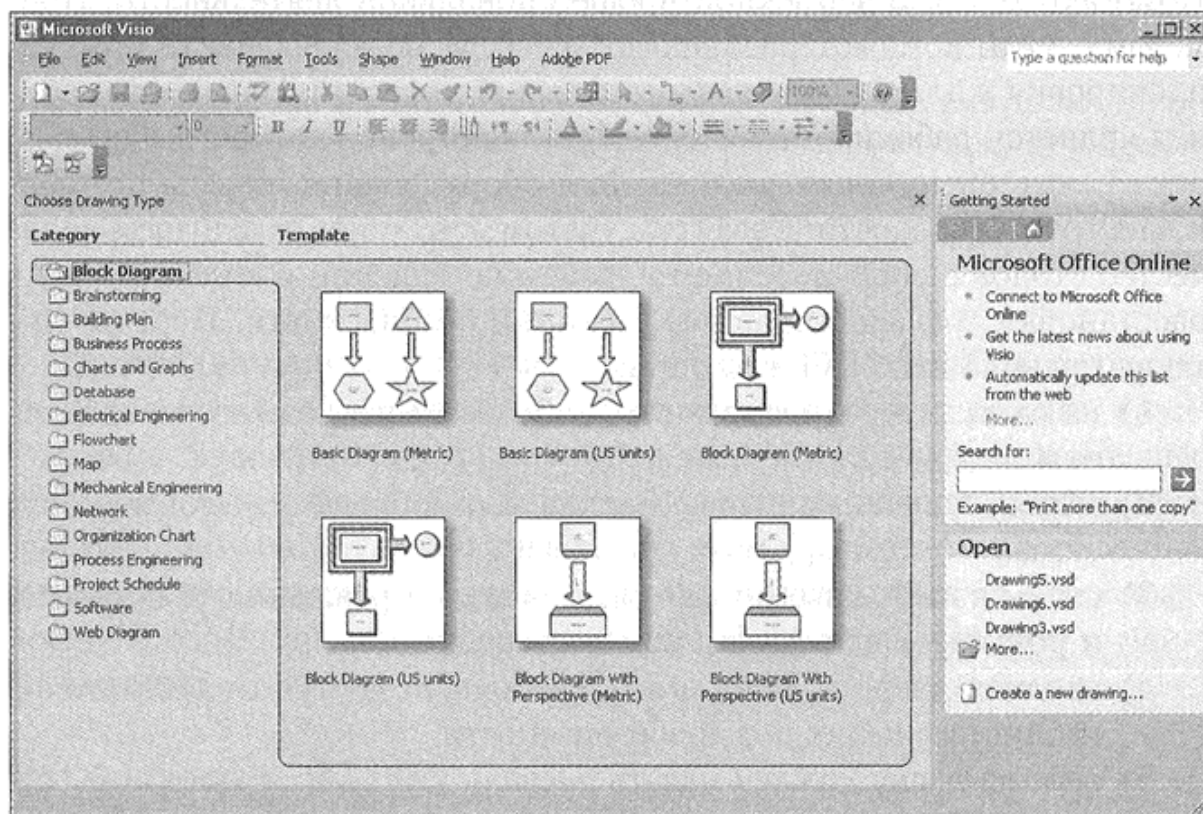 Microsoft Visio
File Edit View Insert Format Tools Shape Window Help Adobe PDF
Type a question for help
100%
0
B I U
Choose Drawing Type
Category
Template
Block Diagram
Brainstorming
Building Plan
Business Process
Charts and Graphs
Database
Electrical Engineering
Flowchart
Map
Mechanical Engineering
Network
Organization Chart
Process Engineering
Project Schedule
Software
Web Diagram
Basic Diagram (Metric)
Basic Diagram (US units)
Block Diagram (Metric)
Block Diagram (US units)
Block Diagram With
Perspective (Metric)
Block Diagram With
Perspective (US units)
Getting Started
Microsoft Office Online
Connect to Microsoft Office
Online
Get the latest news about using
Visio
Automatically update this list
from the web
More...
Search for:
Example: "Print more than one copy"
Open
Drawing5.vsd
Drawing6.vsd
Drawing3.vsd
More...
Create a new drawing...